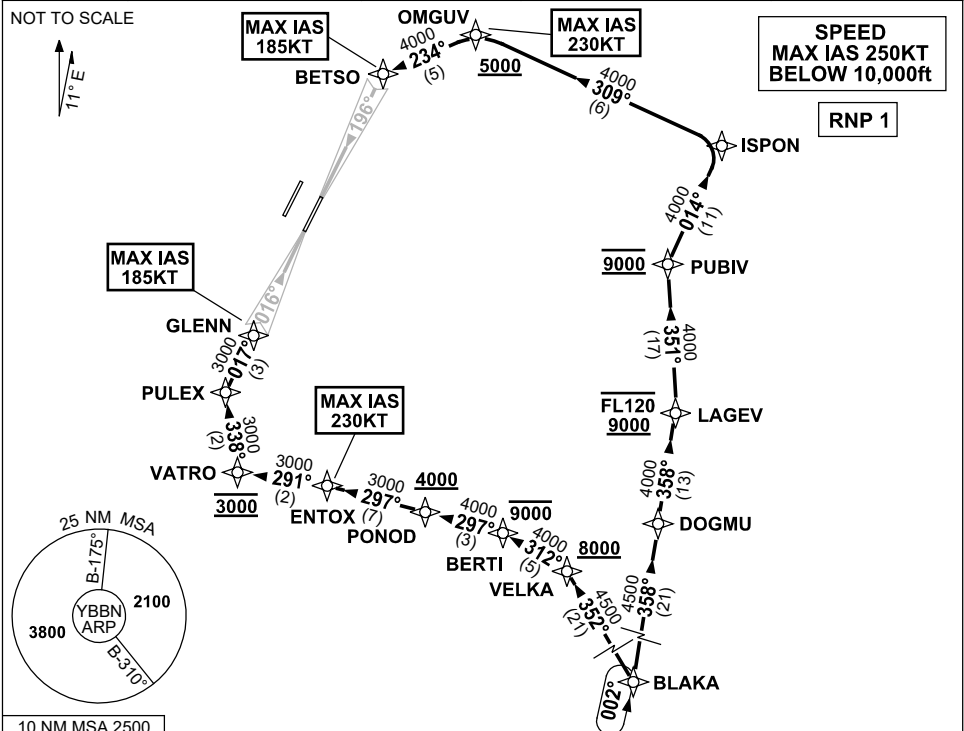 NOT TO SCALE
11° E
OMGUV
MAX IAS
185KT
MAX IAS
230KT
SPEED
MAX IAS 250KT
BELOW 10,000ft
RNP 1
BETSO
4000
234°
(5)
5000
4000
309°
(6)
ISPON
196°
4000
014°
(11)
9000
PUBIV
MAX IAS
185KT
016°
GLENN
3000
017°
(3)
4000
351°
(17)
PULEX
MAX IAS
230KT
FL120
9000
LAGEV
3000
338°
(2)
VATRO
3000
3000
291°
(2)
ENTOX
3000
297°
(7)
4000
PONOD
4000
297°
(3)
9000
BERTI
4000
312°
(5)
8000
VELKA
4000
358°
(13)
DOGMU
4500
352°
(21)
4500
358°
(21)
BLAKA
002°
25 NM MSA
B-175°
YBBN
ARP
2100
3800
B-310°
10 NM MSA 2500